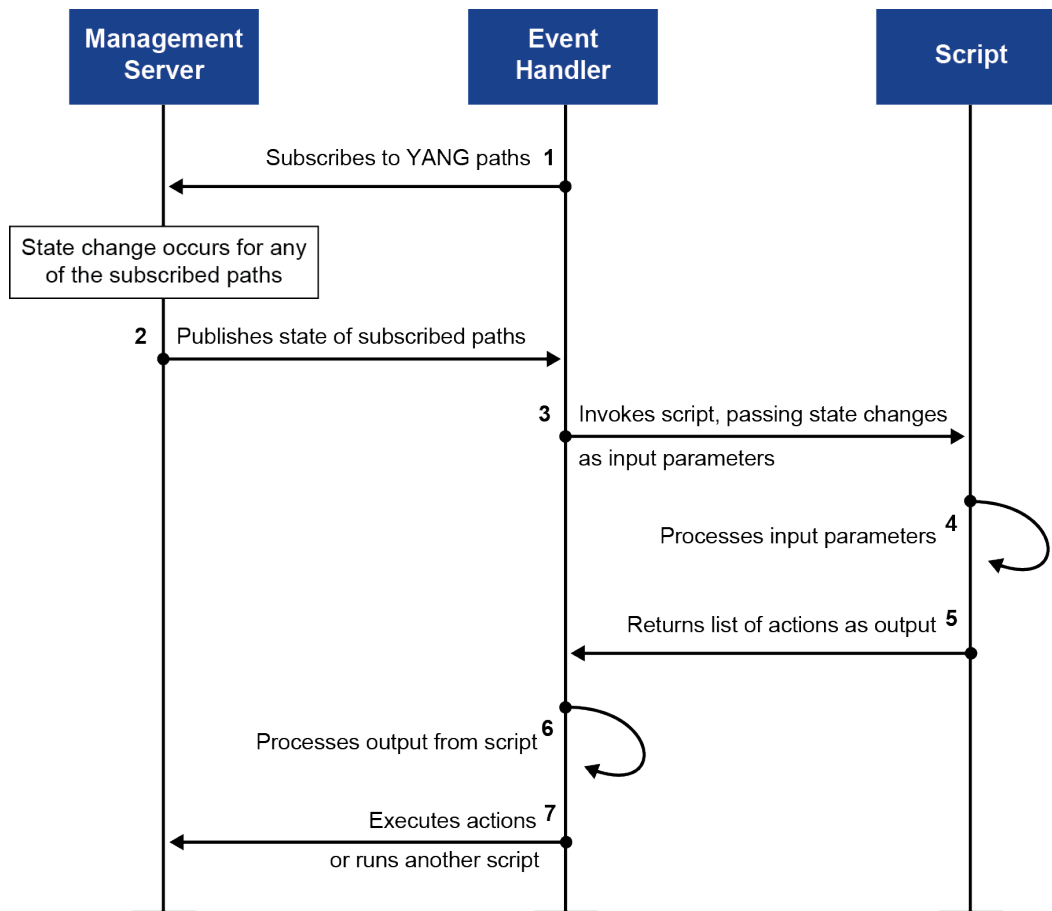 Management
Server
Event
Handler
Script
Subscribes to YANG paths 1
State change occurs for any
of the subscribed paths
2 Publishes state of subscribed paths
3 Invokes script, passing state changes
as input parameters
Processes input parameters 4
Returns list of actions as output 5
Processes output from script 6
Executes actions 7
or runs another script